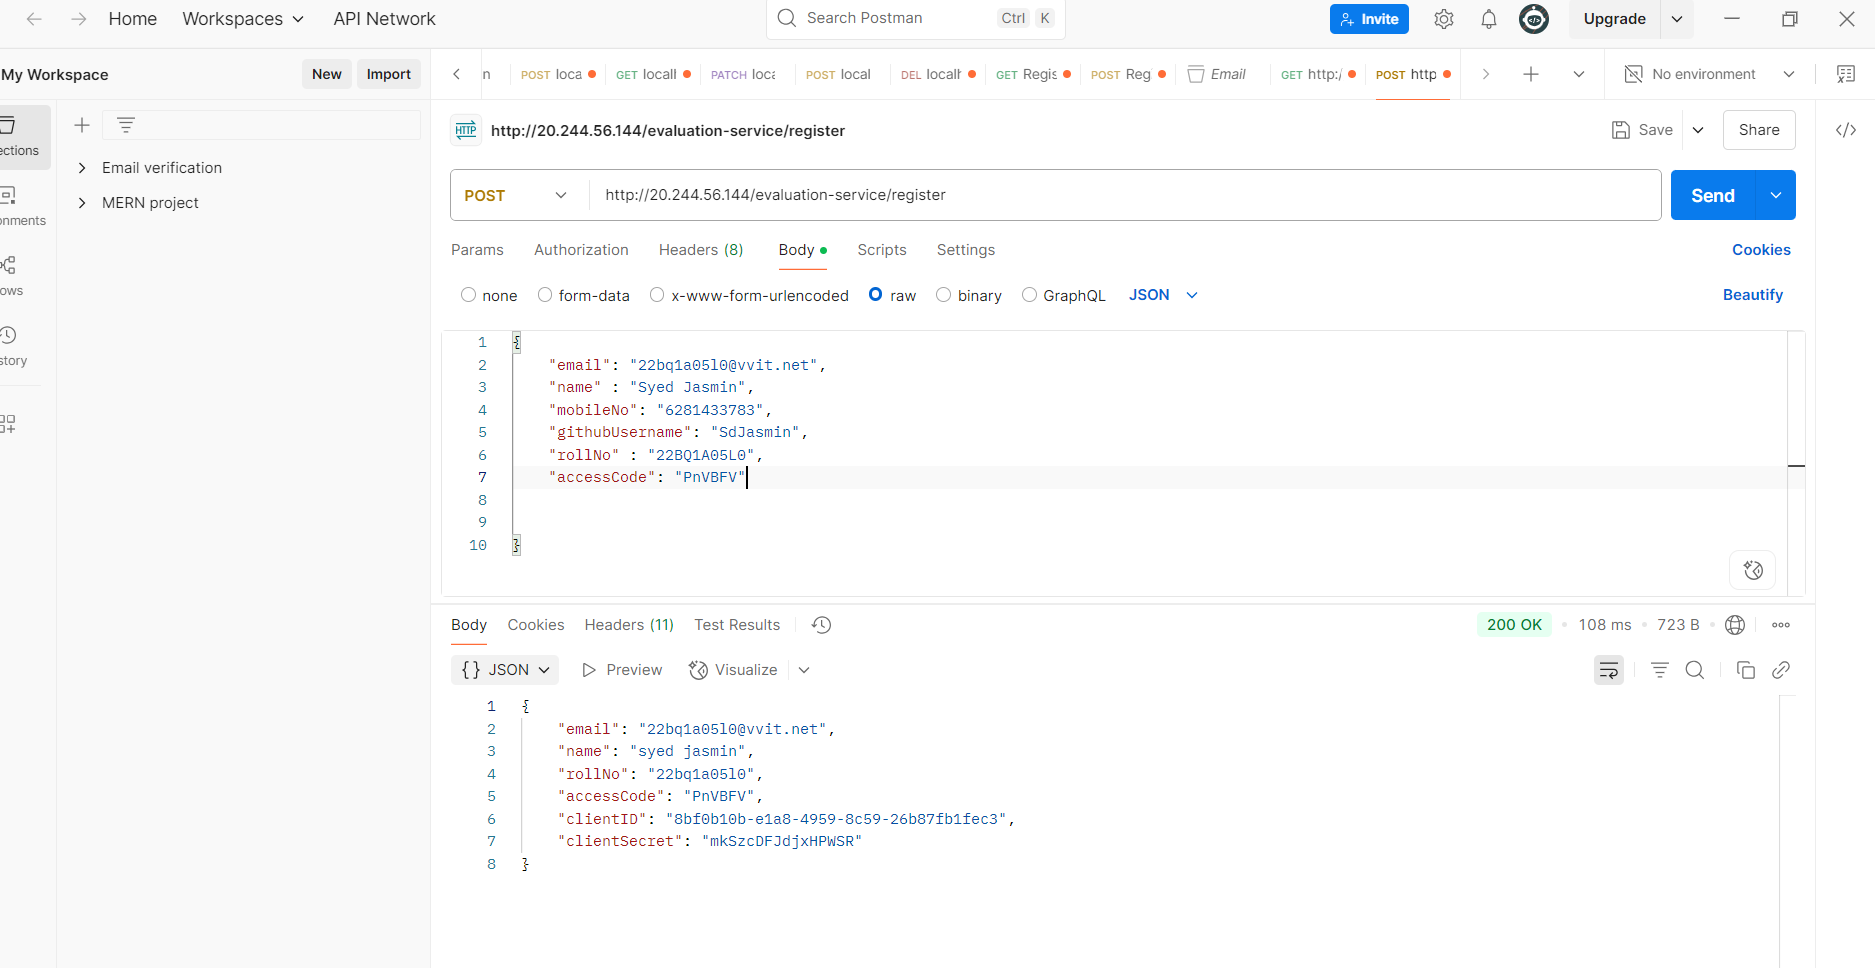 Home Workspaces API Network Search Postman Ctrl K Invite Upgrade
My Workspace New Import
n POST loca GET localh PATCH loca POST local DEL localh GET Regis POST Reg Email GET http:/ POST http No environment
ections
onments
ows
story
Email verification
MERN project
HTTP http://20.244.56.144/evaluation-service/register Save Share
POST http://20.244.56.144/evaluation-service/register Send
Params Authorization Headers (8) Body Scripts Settings Cookies
none form-data x-www-form-urlencoded raw binary GraphQL JSON Beautify
1 {
2 "email": "22bq1a05l0@vvit.net",
3 "name" : "Syed Jasmin",
4 "mobileNo": "6281433783",
5 "githubUsername": "SdJasmin",
6 "rollNo" : "22BQ1A05L0",
7 "accessCode": "PnVBFV"
8
9
10 }
Body Cookies Headers (11) Test Results 200 OK 108 ms 723 B
{} JSON Preview Visualize
1 {
2 "email": "22bq1a05l0@vvit.net",
3 "name": "syed jasmin",
4 "rollNo": "22bq1a05l0",
5 "accessCode": "PnVBFV",
6 "clientID": "8bf0b10b-e1a8-4959-8c59-26b87fb1fec3",
7 "clientSecret": "mkSzcDFJdjxHPWSR"
8 }